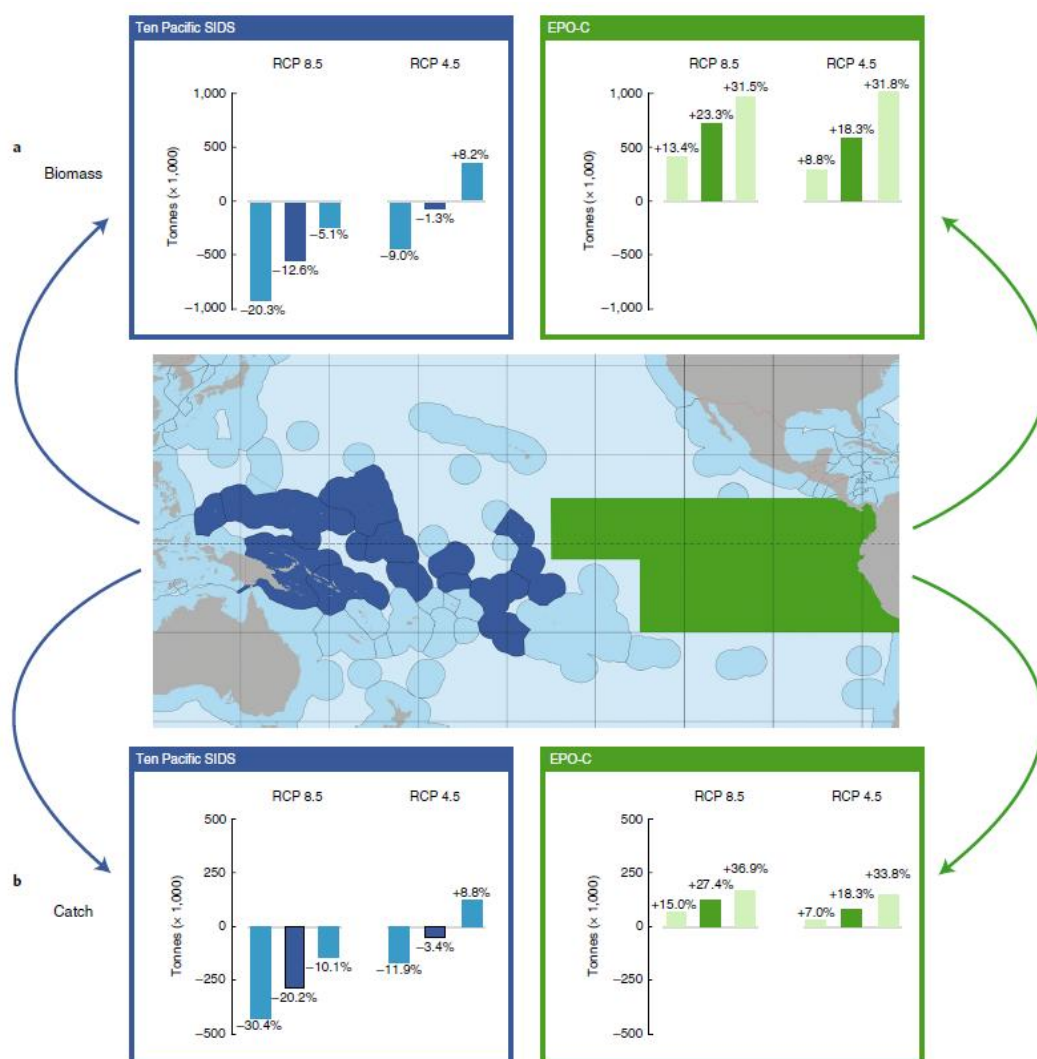 Ten Pacific SIDS
RCP 8.5 RCP 4.5
a
Biomass
Tonnes (× 1,000)
1,000
500
0
−500
−1,000
−20.3%
−12.6%
−5.1%
−9.0%
−1.3%
+8.2%
EPO-C
RCP 8.5 RCP 4.5
Tonnes (× 1,000)
1,000
500
0
−500
−1,000
+13.4%
+23.3%
+31.5%
+8.8%
+18.3%
+31.8%
Ten Pacific SIDS
RCP 8.5 RCP 4.5
b
Catch
Tonnes (× 1,000)
500
250
0
−250
−500
−30.4%
−20.2%
−10.1%
−11.9%
−3.4%
+8.8%
EPO-C
RCP 8.5 RCP 4.5
Tonnes (× 1,000)
500
250
0
−250
−500
+15.0%
+27.4%
+36.9%
+7.0%
+18.3%
+33.8%